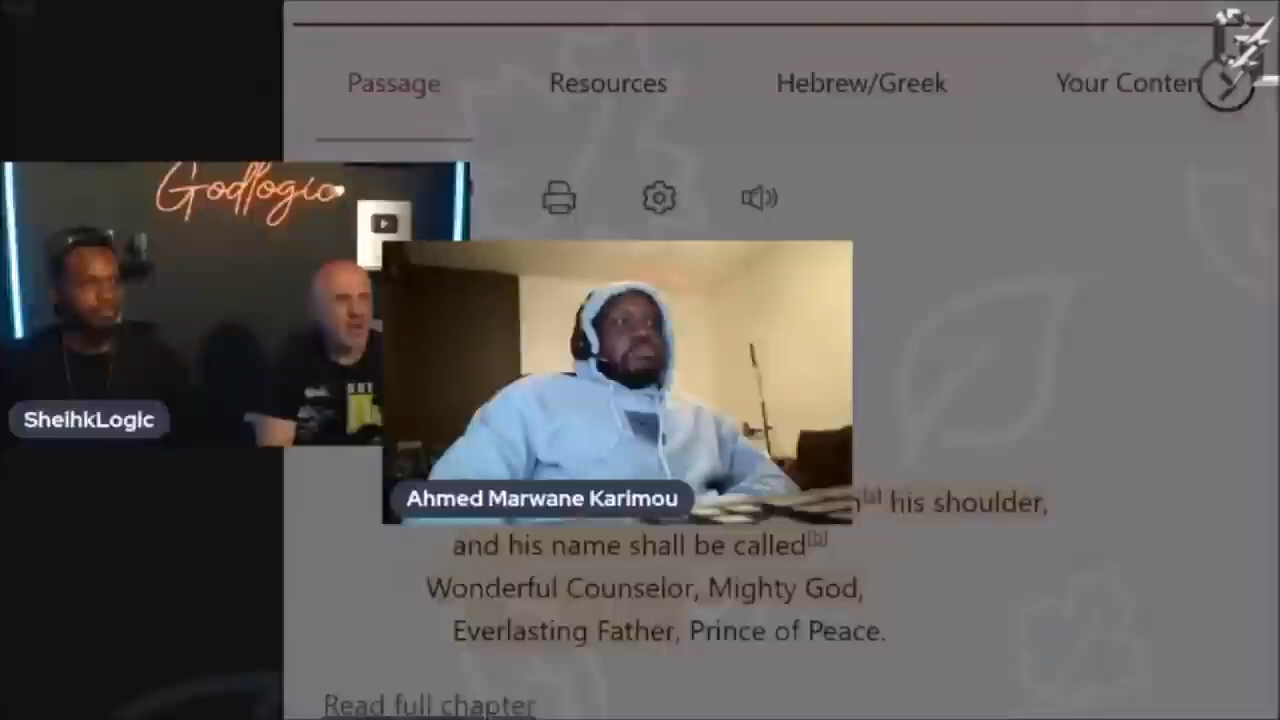 Passage Resources Hebrew/Greek Your Conten
Godlogic
SheihkLogic
Ahmed Marwane Karimou
[a] his shoulder,
and his name shall be called[b]
Wonderful Counselor, Mighty God,
Everlasting Father, Prince of Peace.
Read full chapter